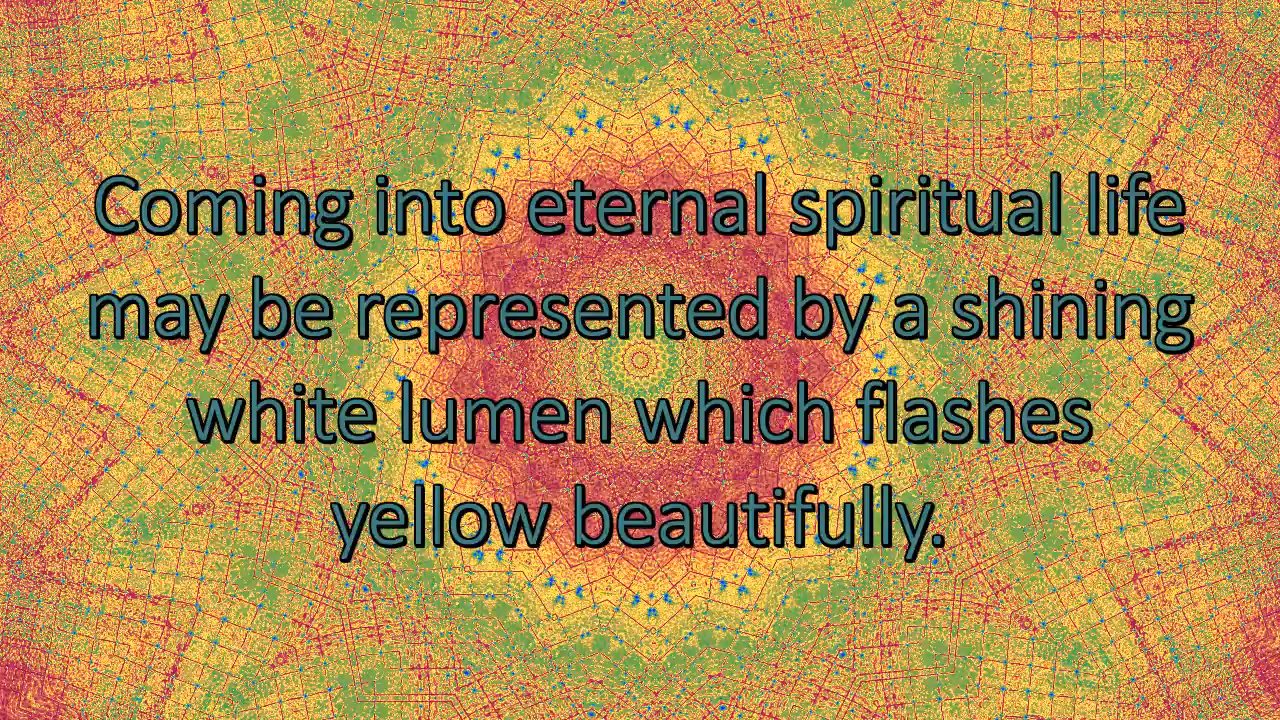 Coming into eternal spiritual life
may be represented by a shining
white lumen which flashes
yellow beautifully.